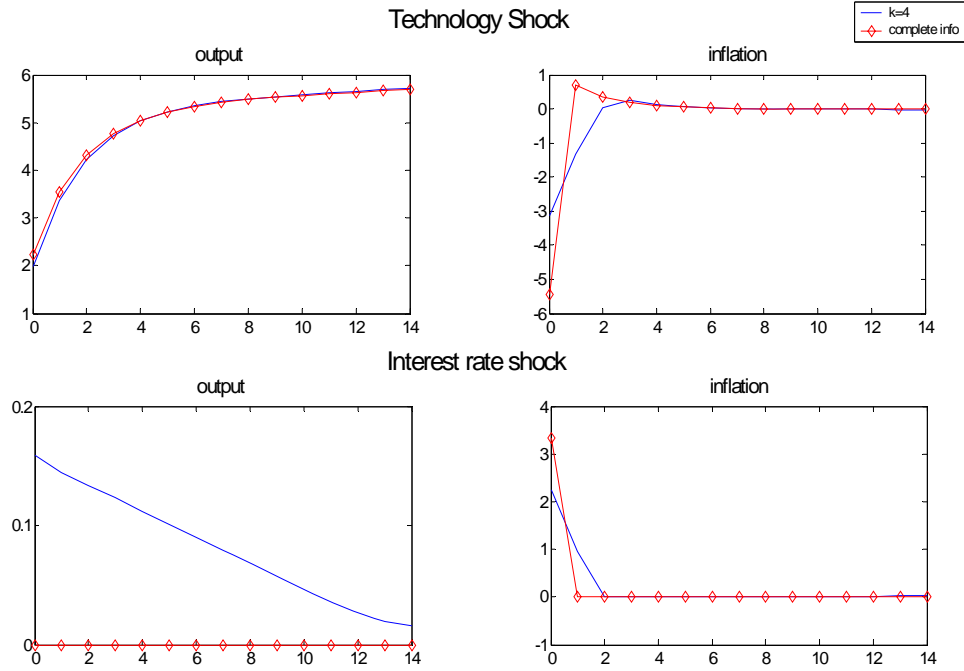 Technology Shock
k=4
complete info
output
inflation
6
5
4
3
2
1
0 2 4 6 8 10 12 14
1
0
-1
-2
-3
-4
-5
-6
0 2 4 6 8 10 12 14
Interest rate shock
output
inflation
0.2
0.1
0
0 2 4 6 8 10 12 14
4
3
2
1
0
-1
0 2 4 6 8 10 12 14